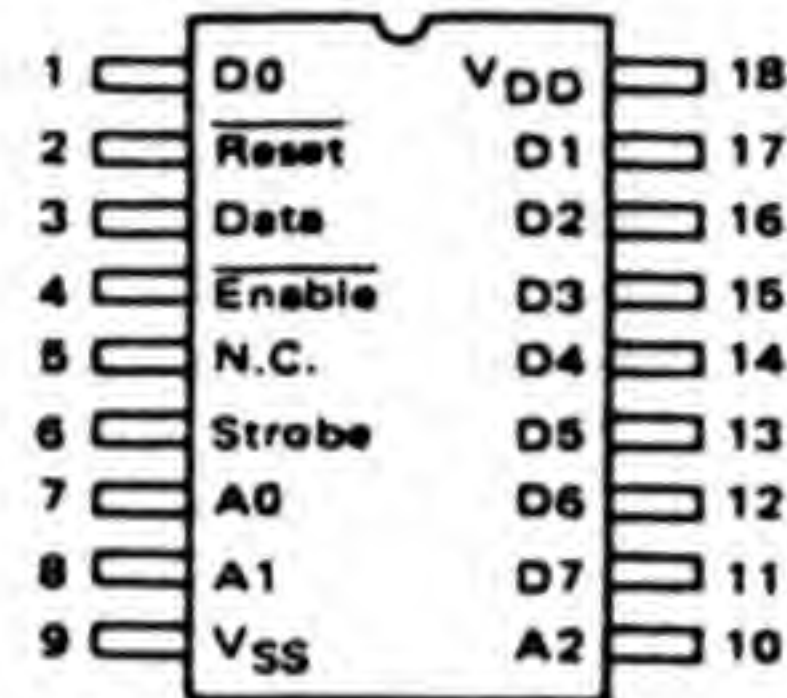 1 D0 VDD 18
2 Reset D1 17
3 Data D2 16
4 Enable D3 15
5 N.C. D4 14
6 Strobe D5 13
7 A0 D6 12
8 A1 D7 11
9 VSS A2 10